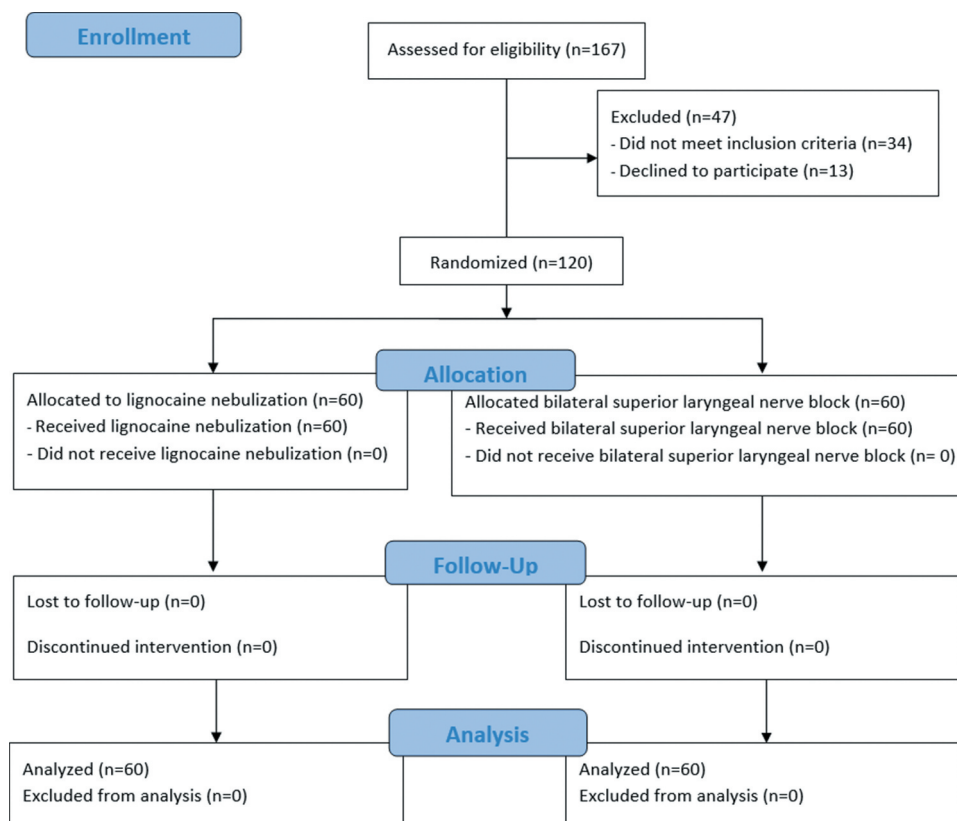 Enrollment
Assessed for eligibility (n=167)
Excluded (n=47)
- Did not meet inclusion criteria (n=34)
- Declined to participate (n=13)
Randomized (n=120)
Allocation
Allocated to lignocaine nebulization (n=60)
- Received lignocaine nebulization (n=60)
- Did not receive lignocaine nebulization (n=0)
Allocated bilateral superior laryngeal nerve block (n=60)
- Received bilateral superior laryngeal nerve block (n=60)
- Did not receive bilateral superior laryngeal nerve block (n= 0)
Follow-Up
Lost to follow-up (n=0)
Discontinued intervention (n=0)
Lost to follow-up (n=0)
Discontinued intervention (n=0)
Analysis
Analyzed (n=60)
Excluded from analysis (n=0)
Analyzed (n=60)
Excluded from analysis (n=0)